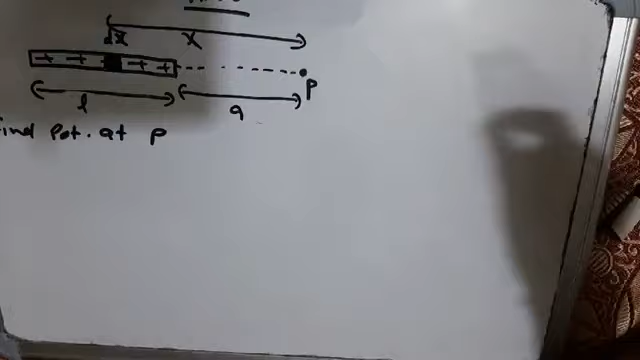 dx x
+ + + +
p
l a
Find Pot. at p